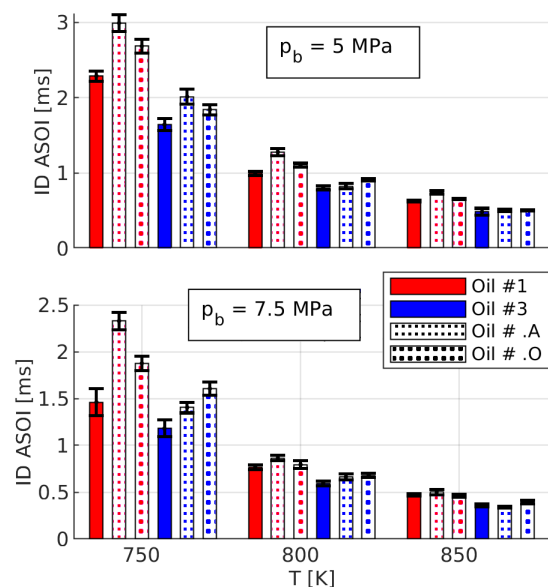 3
2
1
0
ID ASOI [ms]
p_b = 5 MPa
Oil #1
Oil #3
Oil # .A
Oil # .O
2.5
2
1.5
1
0.5
0
ID ASOI [ms]
p_b = 7.5 MPa
750
800
850
T [K]